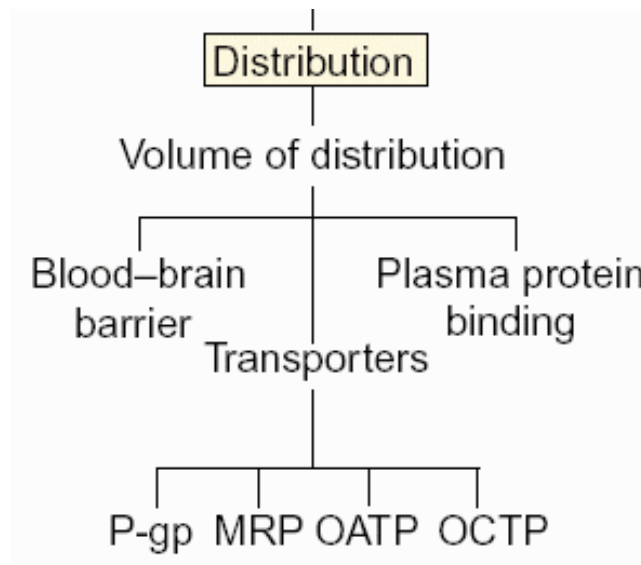 Distribution
Volume of distribution
Blood–brain
barrier
Plasma protein
binding
Transporters
P-gp MRP OATP OCTP